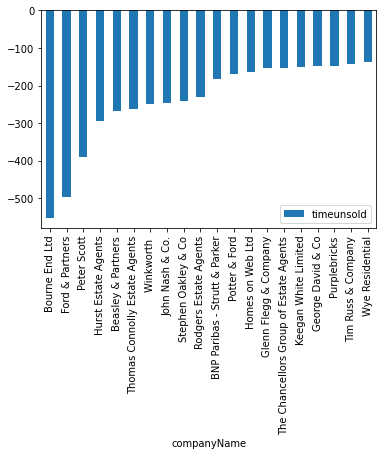 0
−100
−200
−300
−400
−500
timeunsold
Bourne End Ltd
Ford & Partners
Peter Scott
Hurst Estate Agents
Beasley & Partners
Thomas Connolly Estate Agents
Winkworth
John Nash & Co.
Stephen Oakley & Co
Rodgers Estate Agents
BNP Paribas - Strutt & Parker
Potter & Ford
Homes on Web Ltd
Glenn Flegg & Company
The Chancellors Group of Estate Agents
Keegan White Limited
George David & Co
Purplebricks
Tim Russ & Company
Wye Residential
companyName